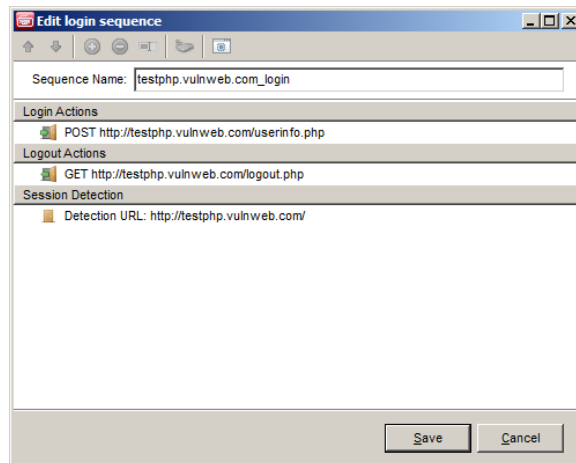 Edit login sequence
Sequence Name: testphp.vulnweb.com_login
Login Actions
POST http://testphp.vulnweb.com/userinfo.php
Logout Actions
GET http://testphp.vulnweb.com/logout.php
Session Detection
Detection URL: http://testphp.vulnweb.com/
Save Cancel